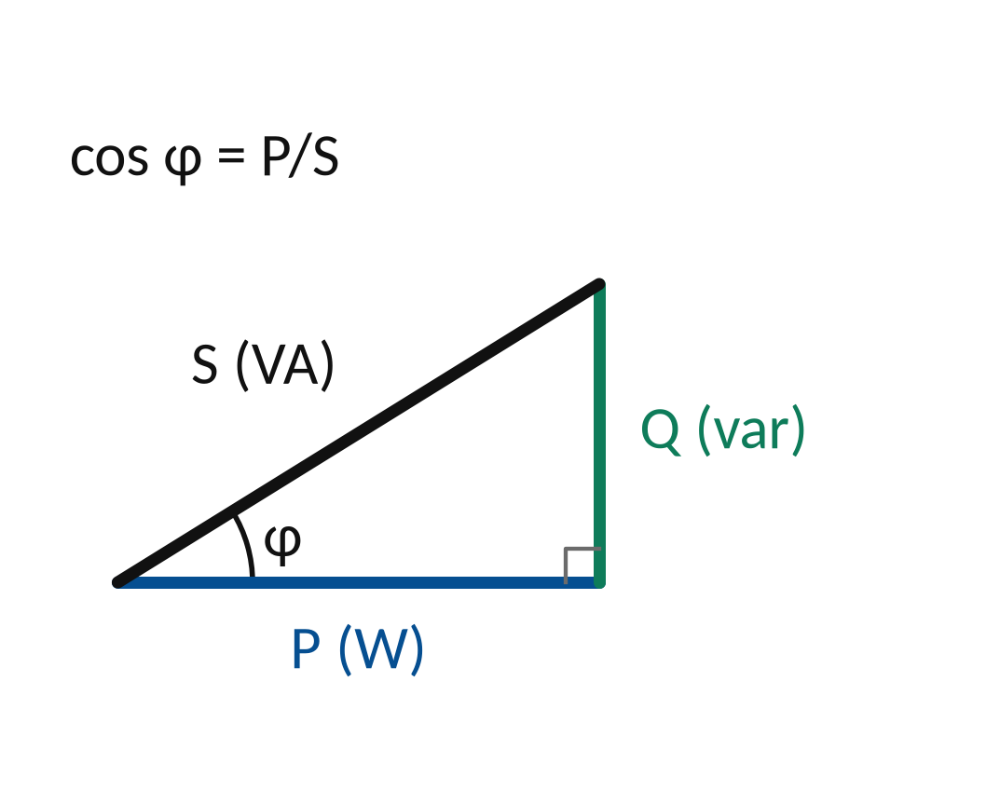 cos φ = P/S
S (VA)
Q (var)
φ
P (W)